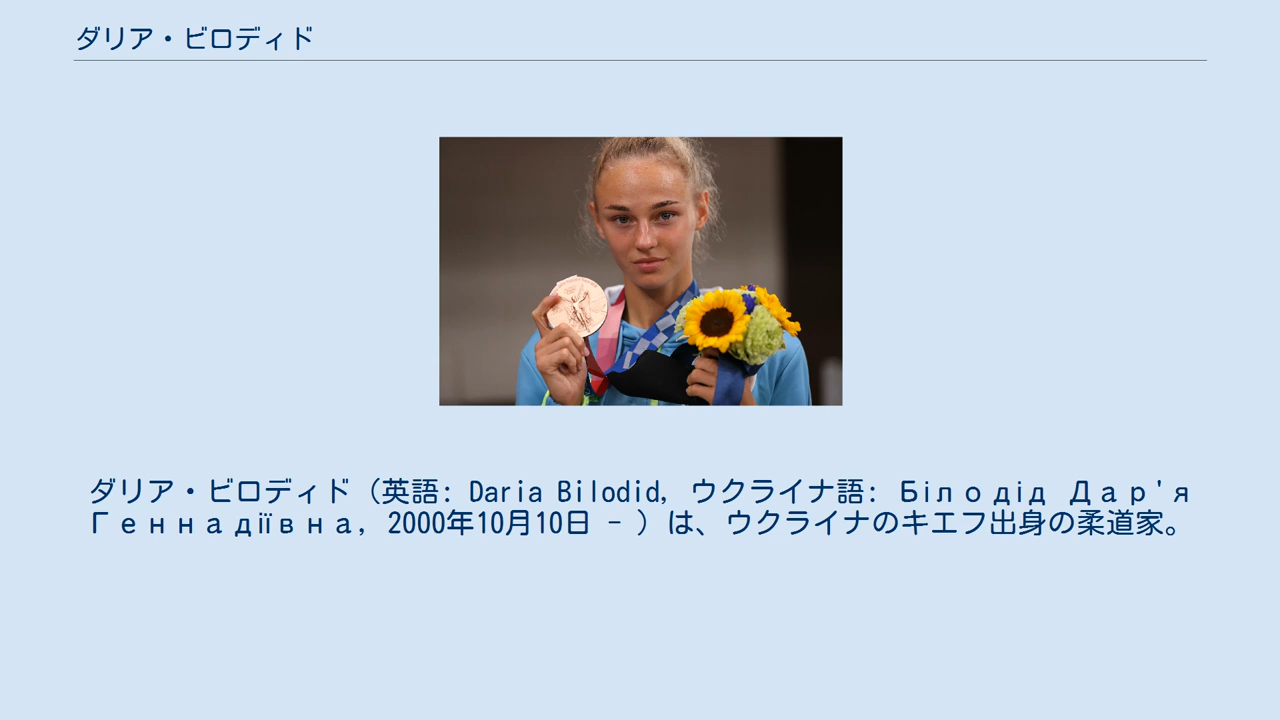 ダリア・ビロディド
ダリア・ビロディド（英語: Daria Bilodid, ウクライナ語: Білодід Дар'я
Геннадіївна, 2000年10月10日 - ）は、ウクライナのキエフ出身の柔道家。